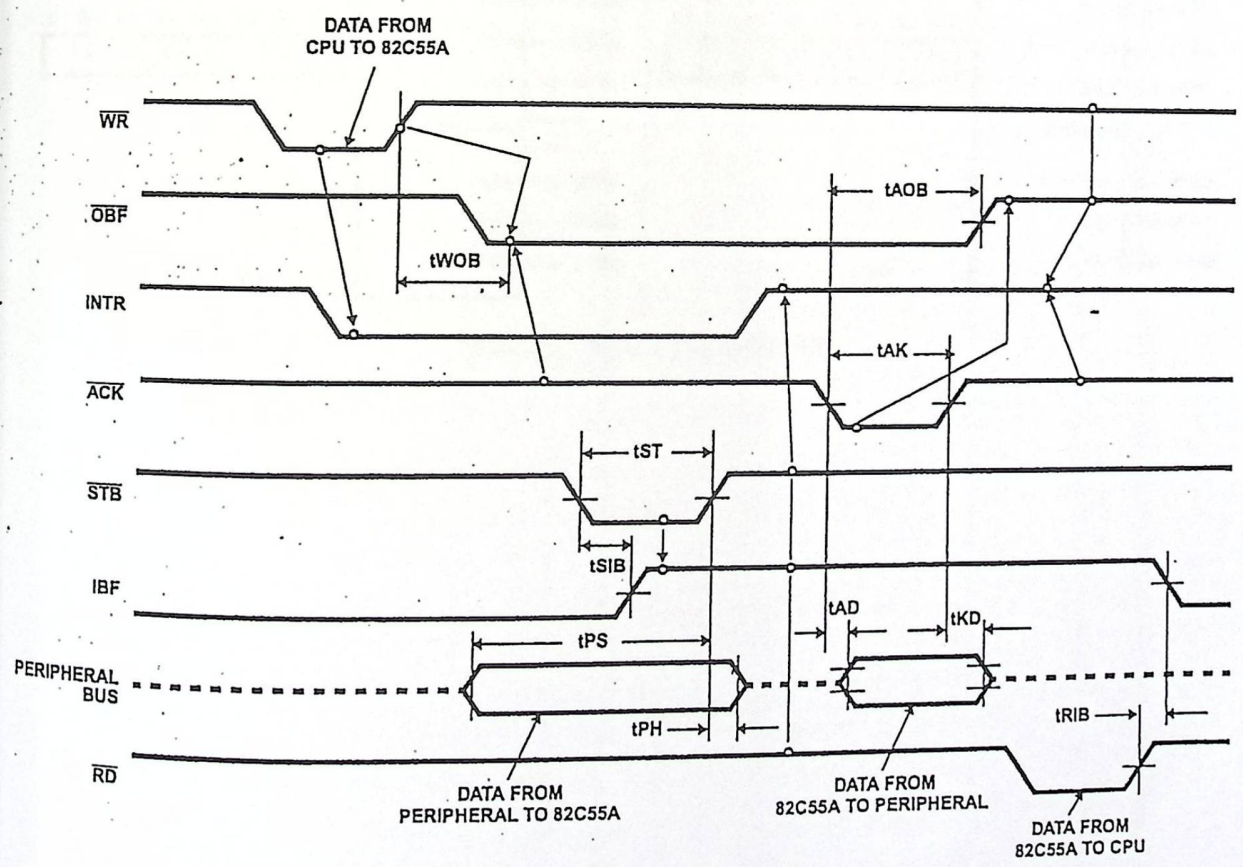 DATA FROM
CPU TO 82C55A
WR
OBF
tAOB
tWOB
INTR
tAK
ACK
tST
STB
tSIB
IBF
tAD
tKD
tPS
PERIPHERAL
BUS
tPH
tRIB
RD
DATA FROM
PERIPHERAL TO 82C55A
DATA FROM
82C55A TO PERIPHERAL
DATA FROM
82C55A TO CPU